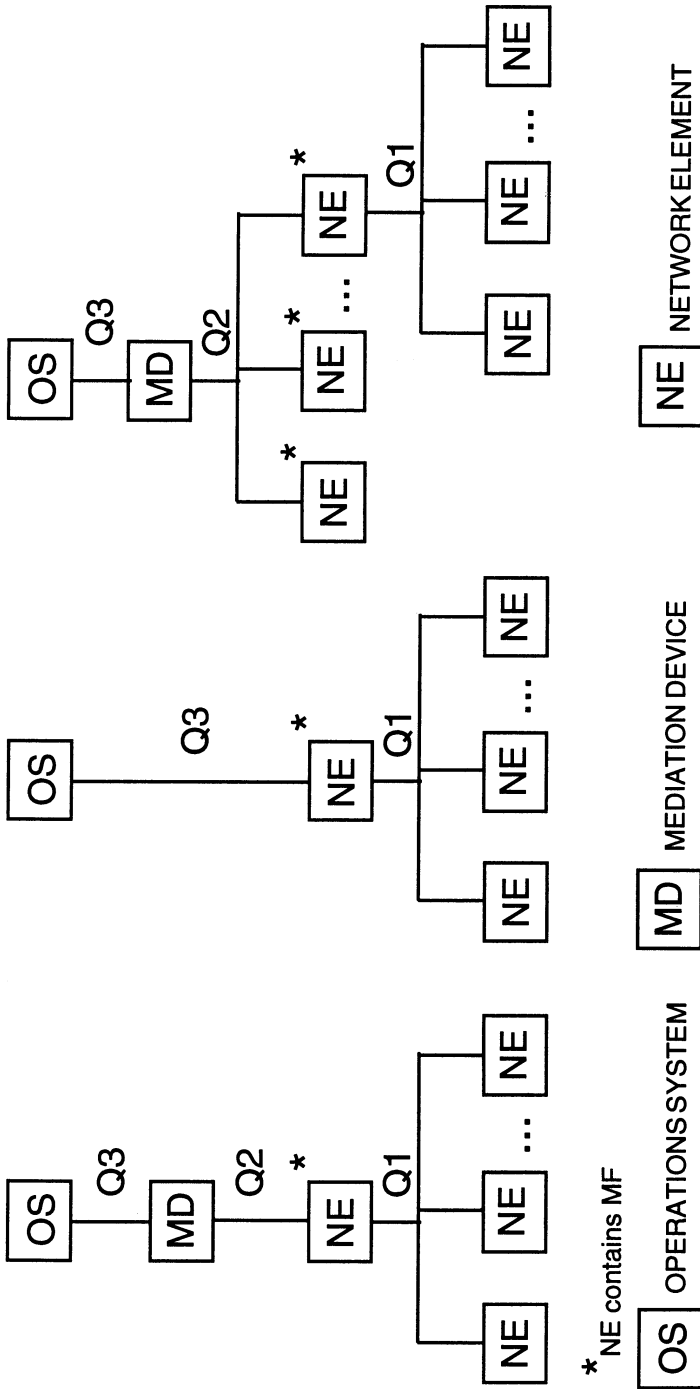 OS
Q3
MD
Q2
*
NE
Q1
NE NE ... NE
OS
Q3
*
NE
Q1
NE NE ... NE
OS
Q3
MD
Q2
* * *
NE NE ... NE
Q1
NE NE ... NE
* NE contains MF
OS OPERATIONS SYSTEM
MD MEDIATION DEVICE
NE NETWORK ELEMENT